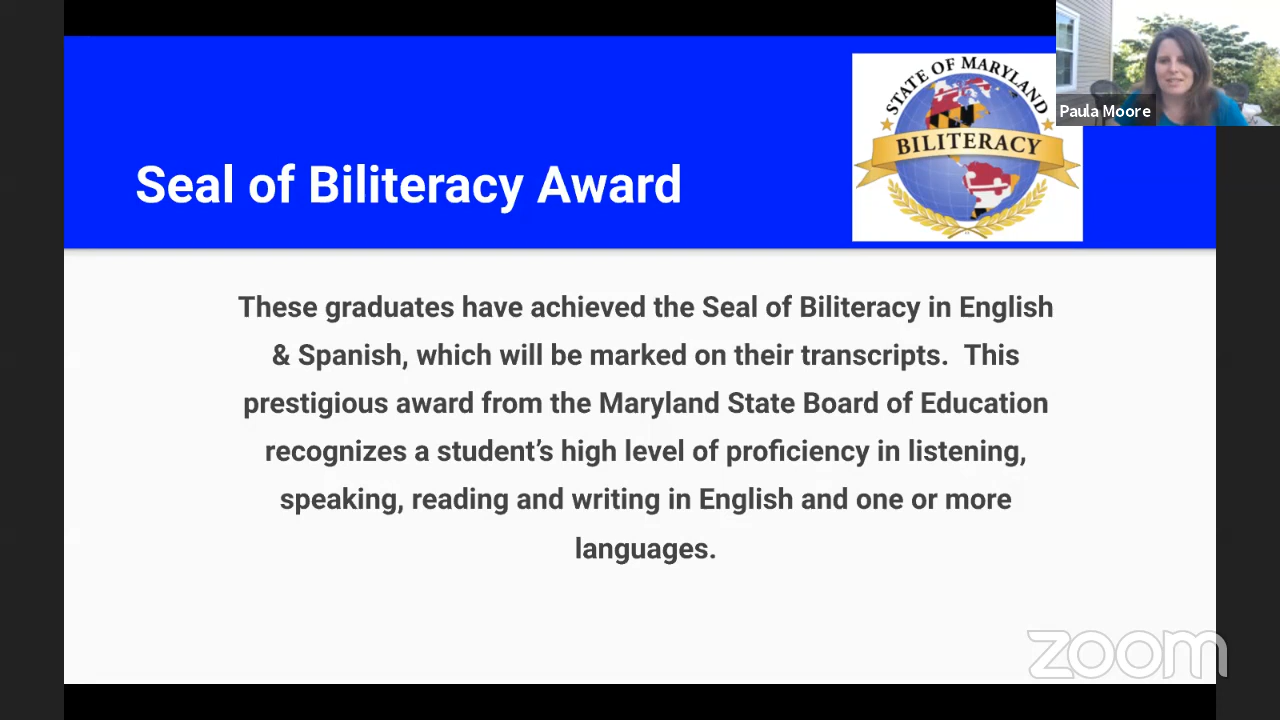 STATE OF MARYLAND
BILITERACY
Paula Moore
Seal of Biliteracy Award
These graduates have achieved the Seal of Biliteracy in English
& Spanish, which will be marked on their transcripts.  This
prestigious award from the Maryland State Board of Education
recognizes a student’s high level of proficiency in listening,
speaking, reading and writing in English and one or more
languages.
zoom